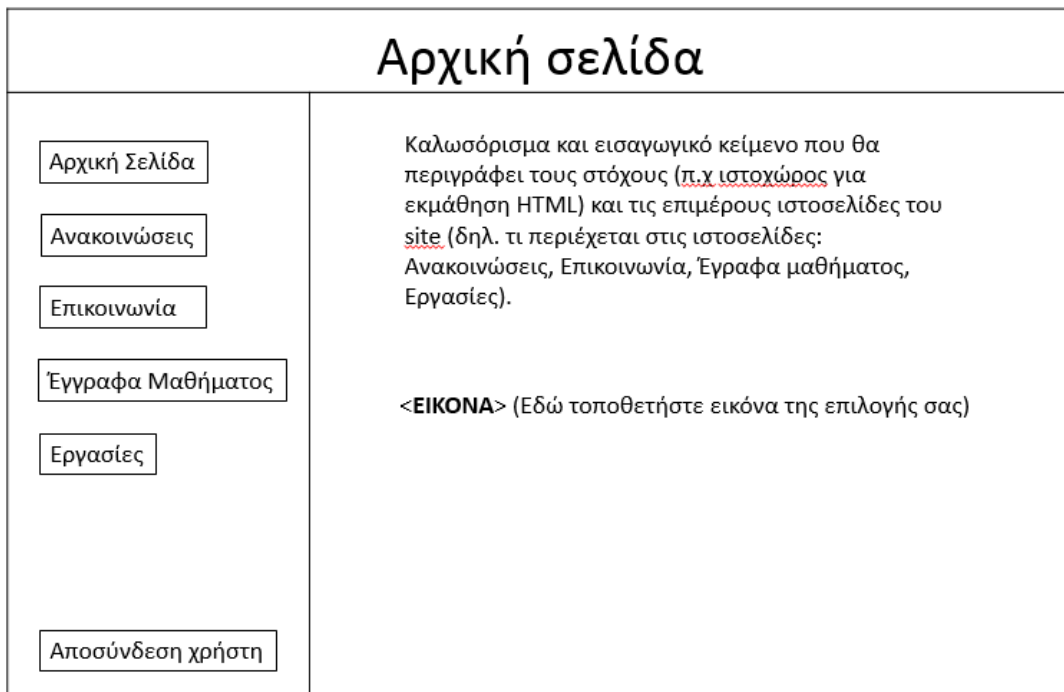 Αρχική σελίδα
Αρχική Σελίδα
Ανακοινώσεις
Επικοινωνία
Έγγραφα Μαθήματος
Εργασίες
Αποσύνδεση χρήστη
Καλωσόρισμα και εισαγωγικό κείμενο που θα
περιγράφει τους στόχους (π.χ ιστοχώρος για
εκμάθηση HTML) και τις επιμέρους ιστοσελίδες του
site (δηλ. τι περιέχεται στις ιστοσελίδες:
Ανακοινώσεις, Επικοινωνία, Έγραφα μαθήματος,
Εργασίες).
<ΕΙΚΟΝΑ> (Εδώ τοποθετήστε εικόνα της επιλογής σας)